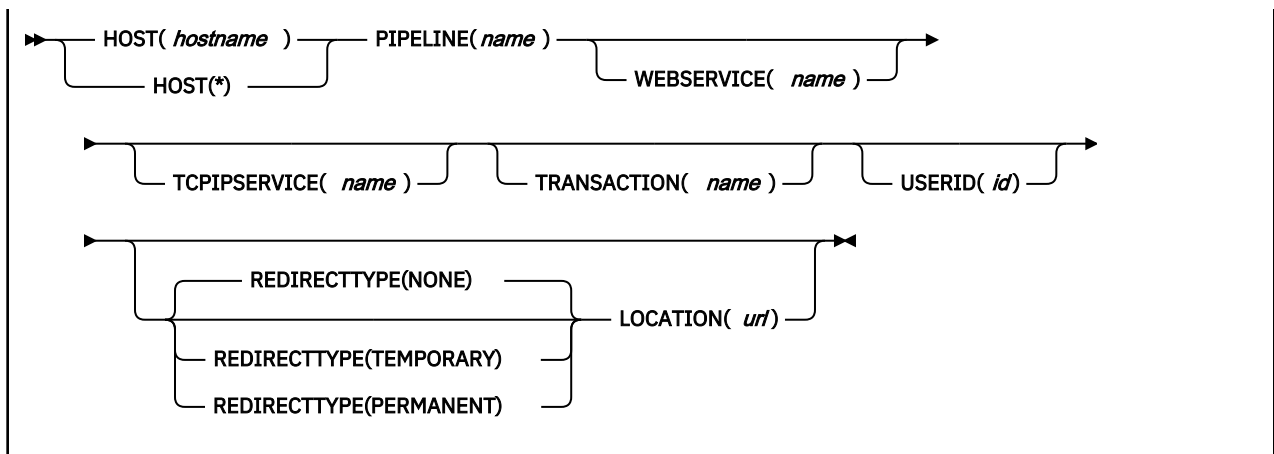 HOST( hostname ) PIPELINE( name )
HOST(*)
WEBSERVICE( name )
TCPIPSERVICE( name ) TRANSACTION( name ) USERID( id )
REDIRECTTYPE(NONE)
LOCATION( url )
REDIRECTTYPE(TEMPORARY)
REDIRECTTYPE(PERMANENT)